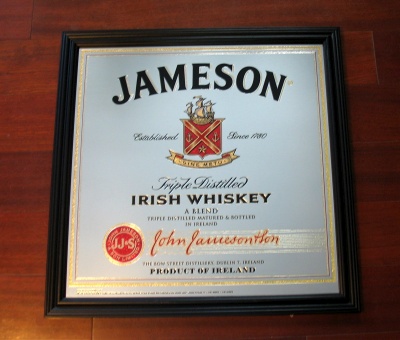 JAMESON
Established Since 1780
SINE METU
Triple Distilled
IRISH WHISKEY
A BLEND
TRIPLE DISTILLED MATURED & BOTTLED
IN IRELAND
JJ&S
John Jameson & Son
THE BOW STREET DISTILLERY, DUBLIN 7, IRELAND
PRODUCT OF IRELAND